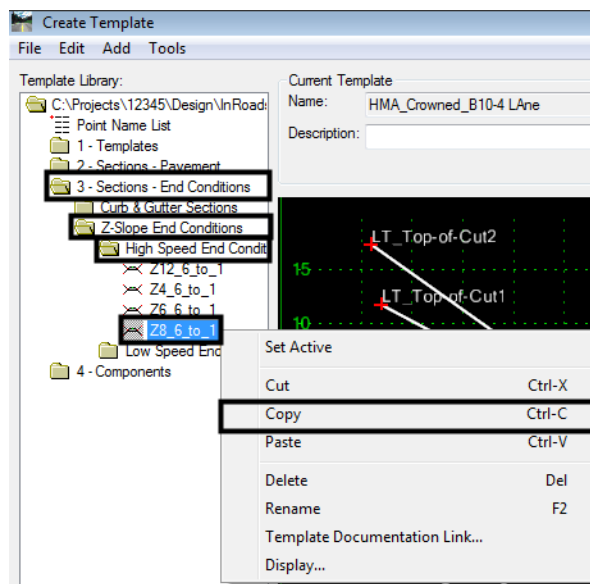 Create Template
File Edit Add Tools
Template Library:
C:\Projects\12345\Design\InRoad
Point Name List
1 - Templates
2 - Sections - Pavement
3 - Sections - End Conditions
Curb & Gutter Sections
Z-Slope End Conditions
High Speed End Condit
Z12_6_to_1
Z4_6_to_1
Z6_6_to_1
Z8_6_to_1
Low Speed End
4 - Components
Current Template
Name: HMA_Crowned_B10-4 LAne
Description:
LT_Top-of-Cut2
15
LT_Top-of-Cut1
10
Set Active
Cut Ctrl-X
Copy Ctrl-C
Paste Ctrl-V
Delete Del
Rename F2
Template Documentation Link...
Display...